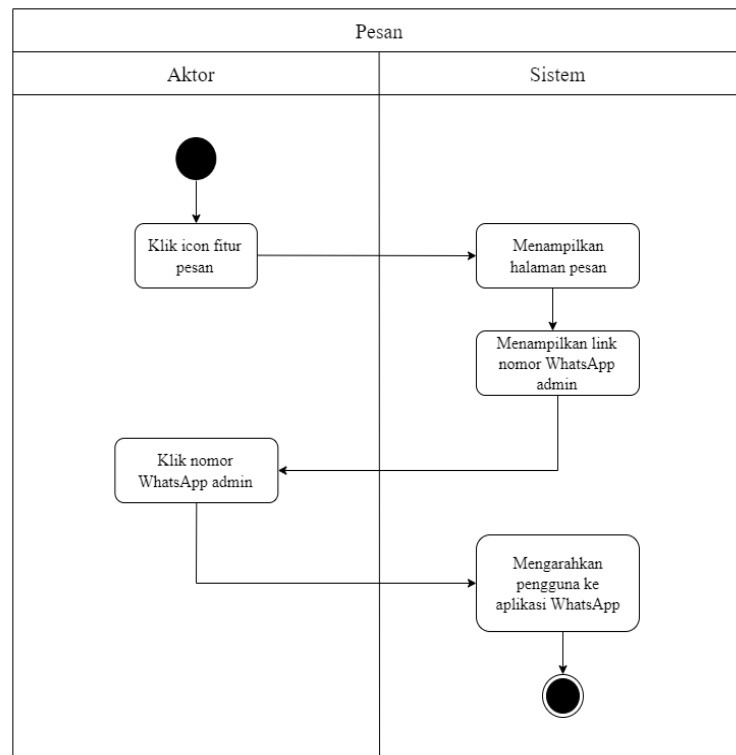 Pesan
Aktor
Sistem
Klik icon fitur
pesan
Menampilkan
halaman pesan
Menampilkan link
nomor WhatsApp
admin
Klik nomor
WhatsApp admin
Mengarahkan
pengguna ke
aplikasi WhatsApp